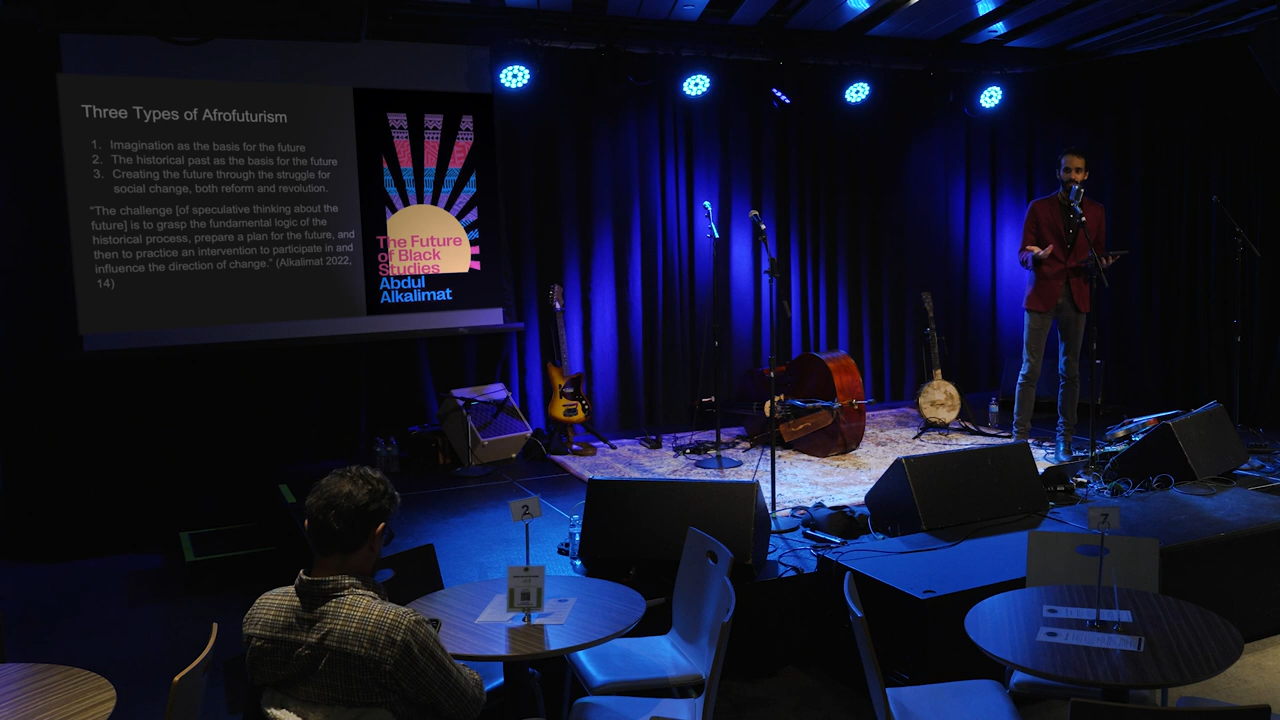 Three Types of Afrofuturism
1. Imagination as the basis for the future
2. The historical past as the basis for the future
3. Creating the future through the struggle for
social change, both reform and revolution.
"The challenge [of speculative thinking about the
future] is to grasp the fundamental logic of the
historical process, prepare a plan for the future, and
then to practice an intervention to participate in and
influence the direction of change." (Alkalimat 2022,
14)
The Future
of Black
Studies
Abdul
Alkalimat
2
7